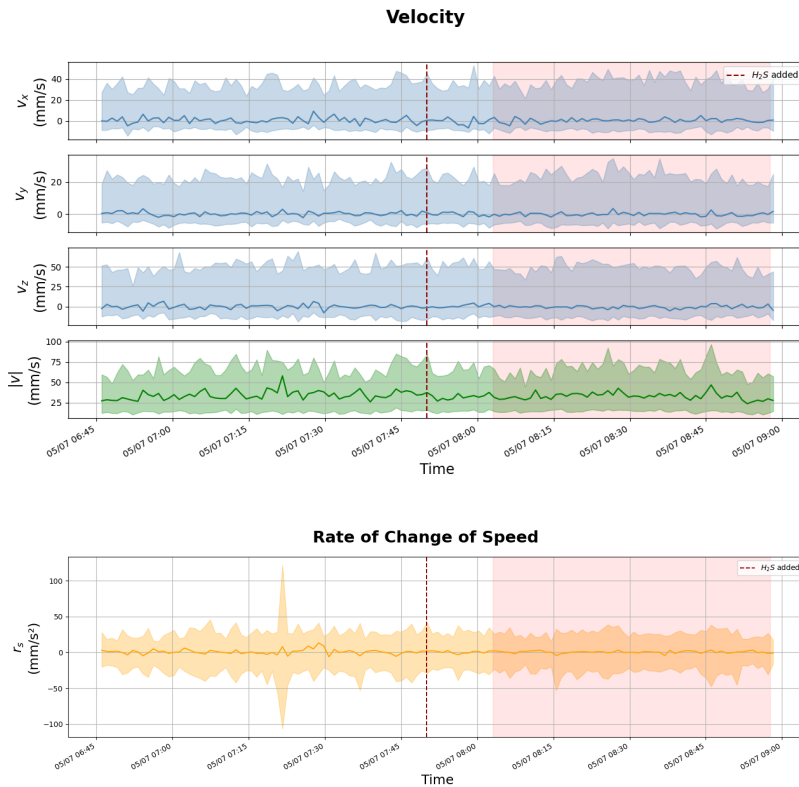 Velocity
v_x
(mm/s)
40
20
0
H₂S added
v_y
(mm/s)
20
0
v_z
(mm/s)
50
25
0
|v|
(mm/s)
100
75
50
25
05/07 06:45
05/07 07:00
05/07 07:15
05/07 07:30
05/07 07:45
05/07 08:00
05/07 08:15
05/07 08:30
05/07 08:45
05/07 09:00
Time
Rate of Change of Speed
r_s
(mm/s²)
100
50
0
−50
−100
H₂S added
05/07 06:45
05/07 07:00
05/07 07:15
05/07 07:30
05/07 07:45
05/07 08:00
05/07 08:15
05/07 08:30
05/07 08:45
05/07 09:00
Time